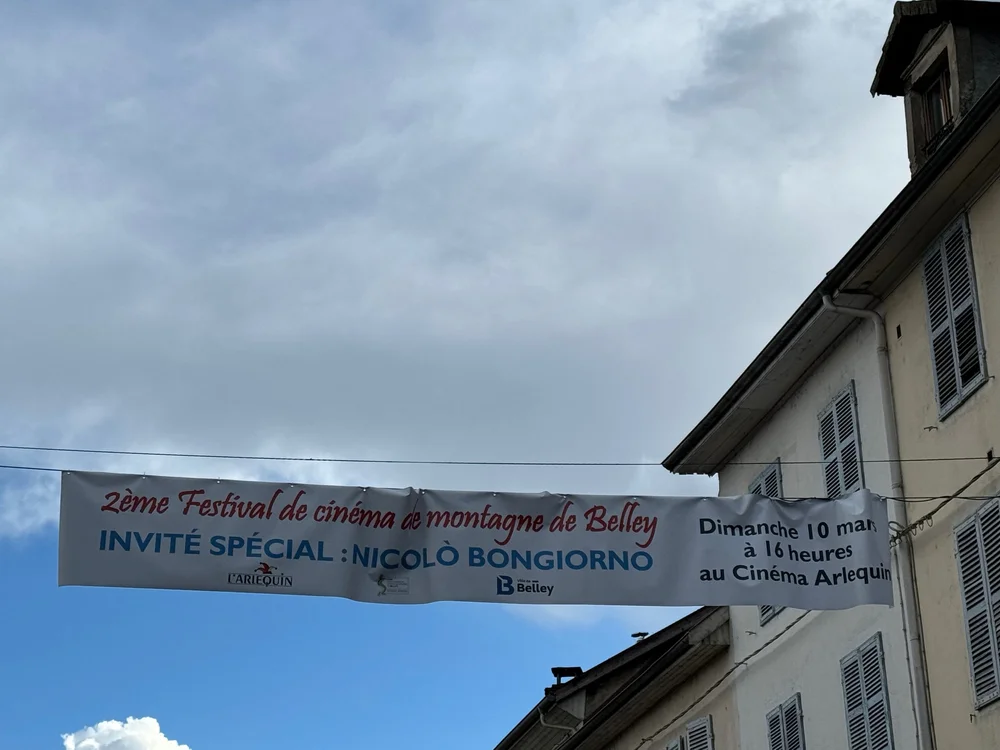 2ème Festival de cinéma de montagne de Belley
INVITÉ SPÉCIAL : NICOLÒ BONGIORNO
L'ARLEQUIN
Belley
Dimanche 10 mars
à 16 heures
au Cinéma Arlequin